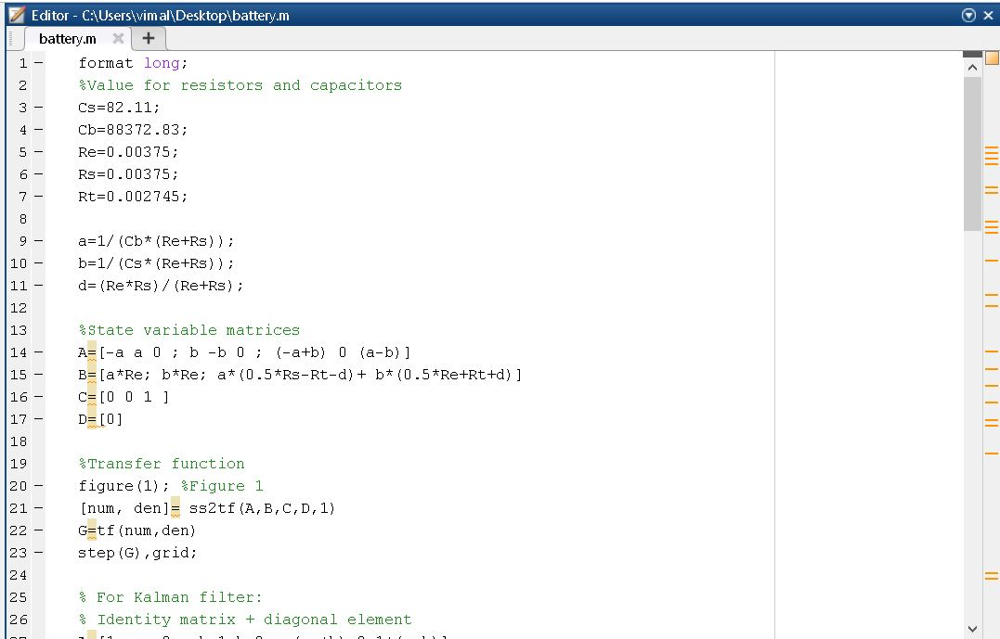 Editor - C:\Users\vimal\Desktop\battery.m
battery.m
1 – format long;
2 %Value for resistors and capacitors
3 – Cs=82.11;
4 – Cb=88372.83;
5 – Re=0.00375;
6 – Rs=0.00375;
7 – Rt=0.002745;
8
9 – a=1/(Cb*(Re+Rs));
10 – b=1/(Cs*(Re+Rs));
11 – d=(Re*Rs)/(Re+Rs);
12
13 %State variable matrices
14 – A=[-a a 0 ; b -b 0 ; (-a+b) 0 (a-b)]
15 – B=[a*Re; b*Re; a*(0.5*Rs-Rt-d)+ b*(0.5*Re+Rt+d)]
16 – C=[0 0 1 ]
17 – D=[0]
18
19 %Transfer function
20 – figure(1); %Figure 1
21 – [num, den]= ss2tf(A,B,C,D,1)
22 – G=tf(num,den)
23 – step(G),grid;
24
25 % For Kalman filter:
26 % Identity matrix + diagonal element